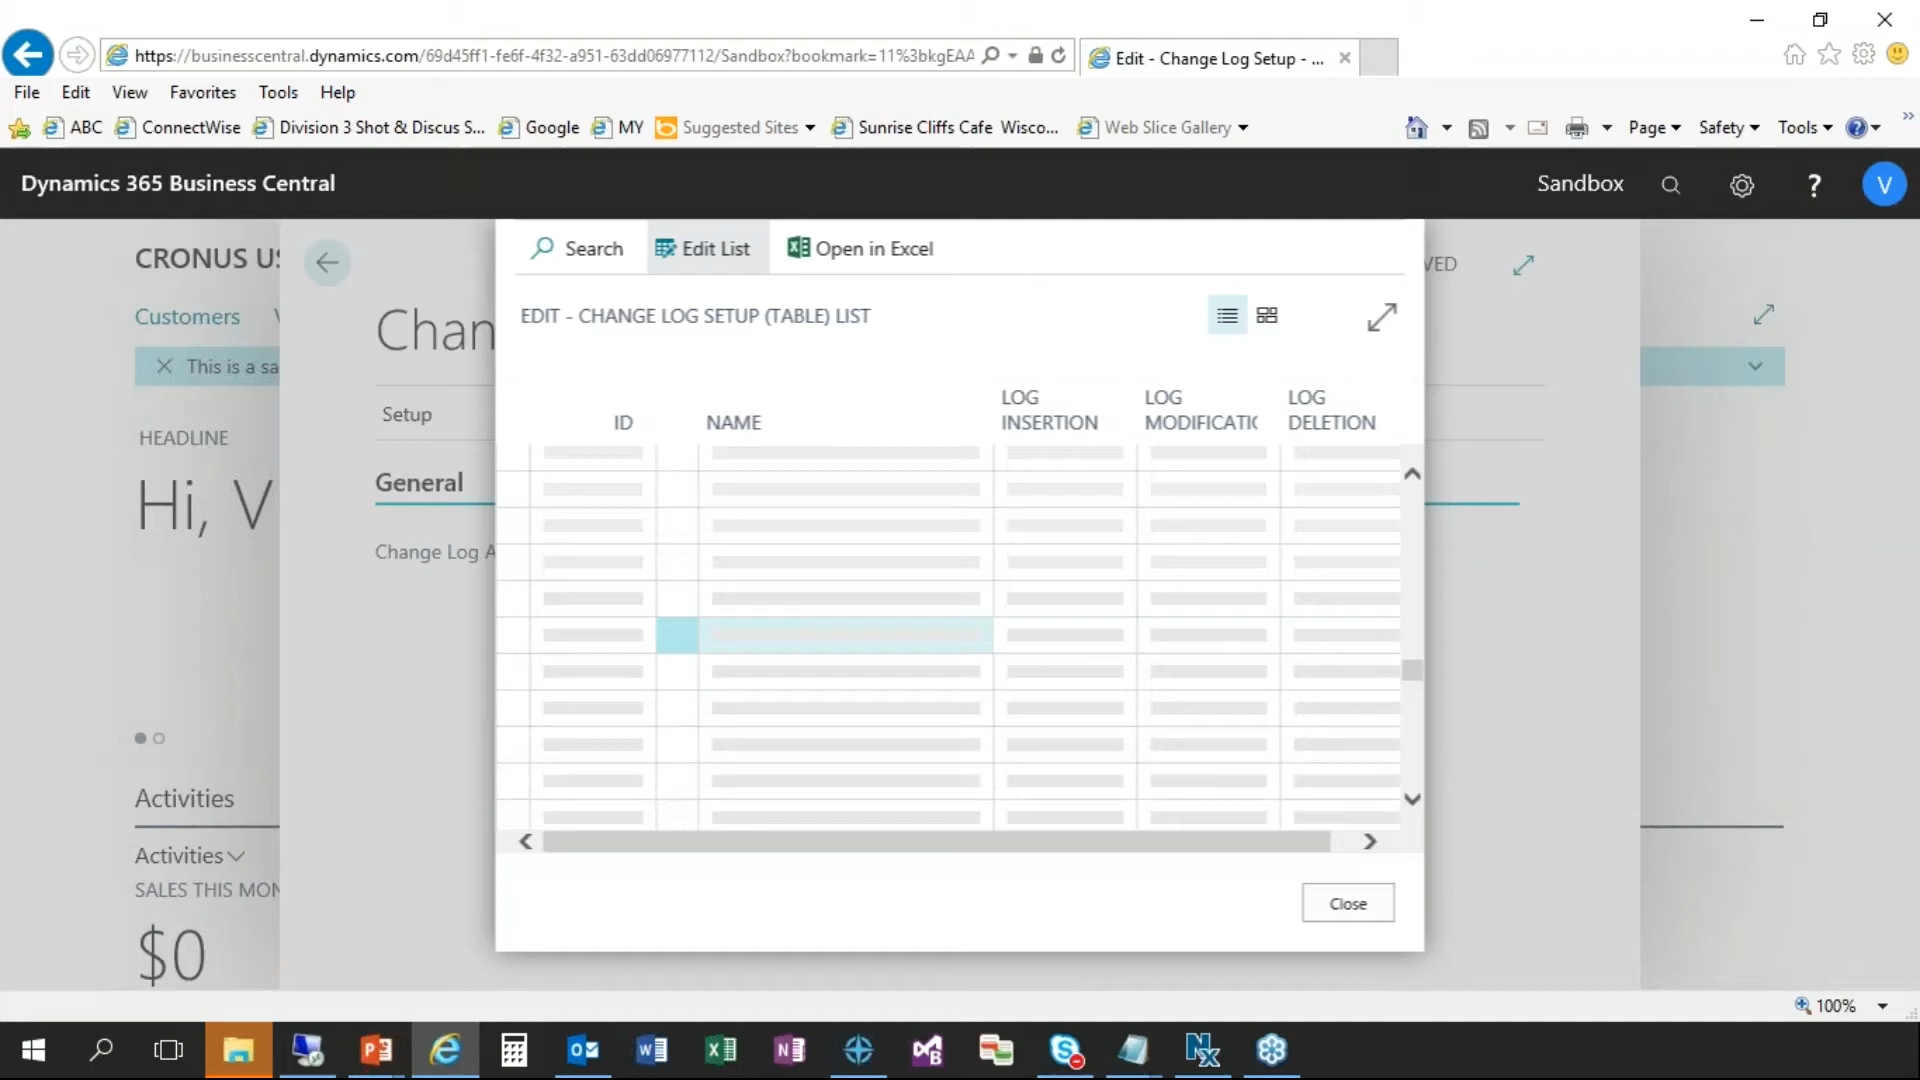 https://businesscentral.dynamics.com/69d45ff1-fe6f-4f32-a951-63dd06977112/Sandbox?bookmark=11%3bkgEAA
Edit - Change Log Setup - ...
File Edit View Favorites Tools Help
ABC ConnectWise Division 3 Shot & Discus S... Google MY Suggested Sites Sunrise Cliffs Cafe Wisco... Web Slice Gallery Page Safety Tools
Dynamics 365 Business Central Sandbox ? V
CRONUS US
Customers
This is a sa
HEADLINE
Hi, V
Activities
Activities
SALES THIS MON
$0
Chan
VED
Setup
General
Change Log A
Search Edit List Open in Excel
EDIT - CHANGE LOG SETUP (TABLE) LIST
ID NAME LOG INSERTION LOG MODIFICATIC LOG DELETION
Close
100%